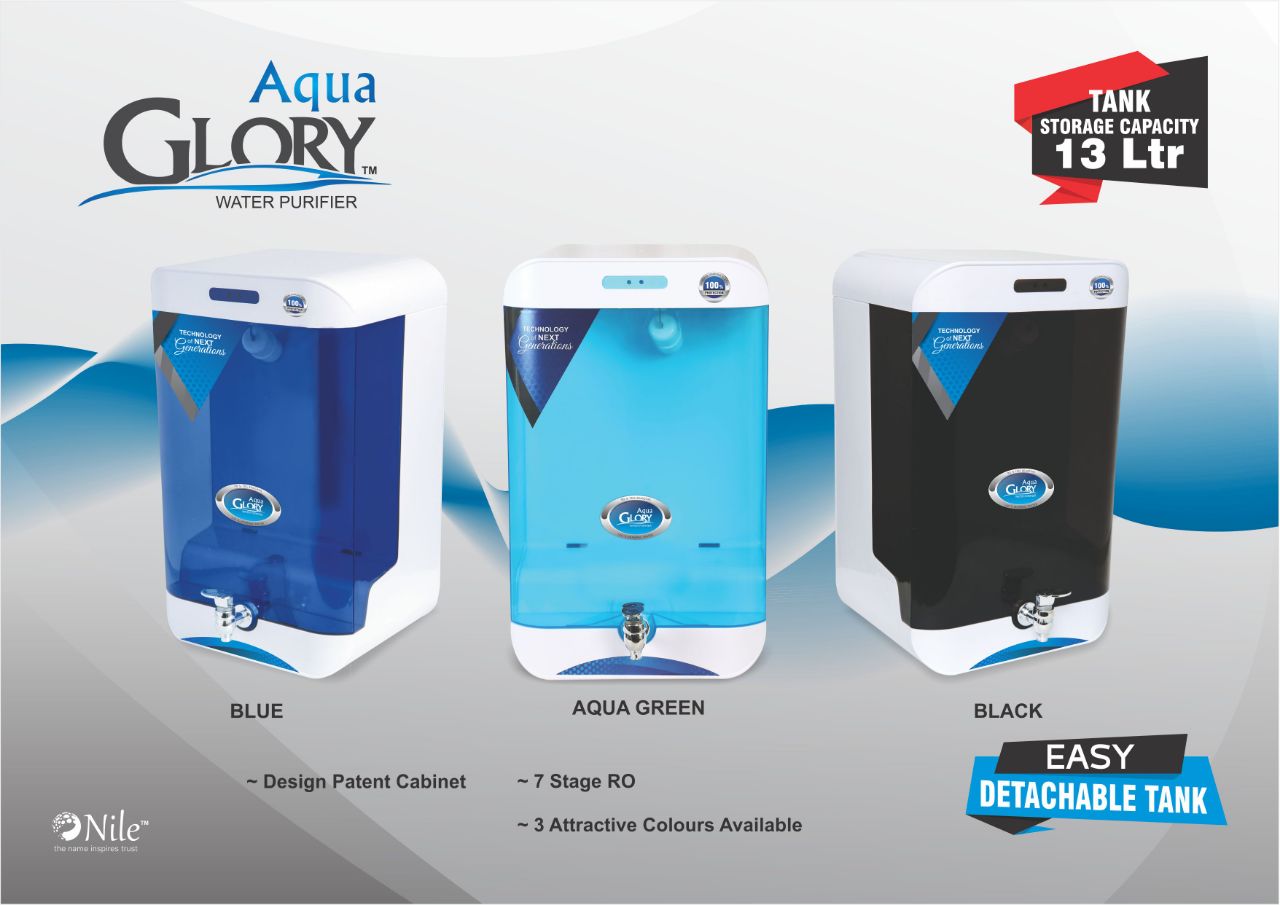 Aqua
GLORY™
WATER PURIFIER
TANK
STORAGE CAPACITY
13 Ltr
100%
TECHNOLOGY
of NEXT
Generations
Aqua
GLORY
100%
TECHNOLOGY
of NEXT
Generations
Aqua
GLORY
100%
TECHNOLOGY
of NEXT
Generations
Aqua
GLORY
BLUE
AQUA GREEN
BLACK
~ Design Patent Cabinet
~ 7 Stage RO
~ 3 Attractive Colours Available
EASY
DETACHABLE TANK
Nile™
the name inspires trust